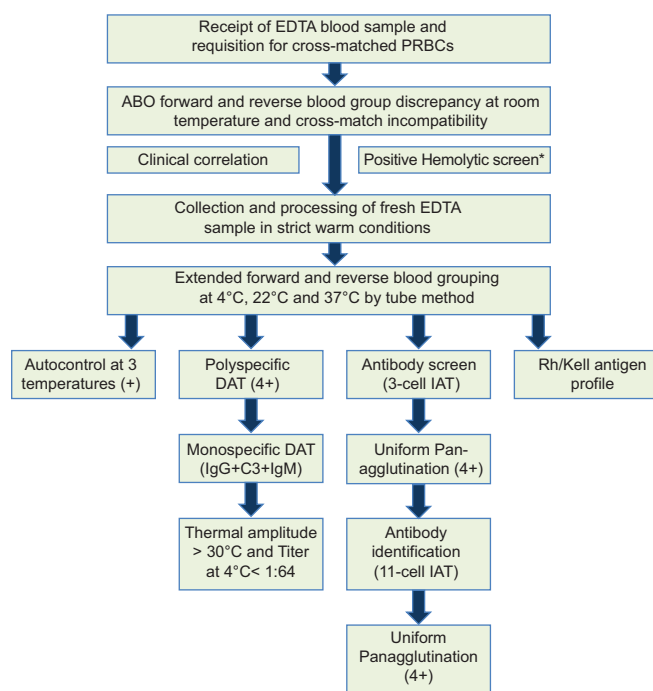 Receipt of EDTA blood sample and
requisition for cross-matched PRBCs
ABO forward and reverse blood group discrepancy at room
temperature and cross-match incompatibility
Clinical correlation
Positive Hemolytic screen*
Collection and processing of fresh EDTA
sample in strict warm conditions
Extended forward and reverse blood grouping
at 4°C, 22°C and 37°C by tube method
Autocontrol at 3
temperatures (+)
Polyspecific
DAT (4+)
Antibody screen
(3-cell IAT)
Rh/Kell antigen
profile
Monospecific DAT
(IgG+C3+IgM)
Uniform Pan-
agglutination (4+)
Thermal amplitude
> 30°C and Titer
at 4°C< 1:64
Antibody
identification
(11-cell IAT)
Uniform
Panagglutination
(4+)